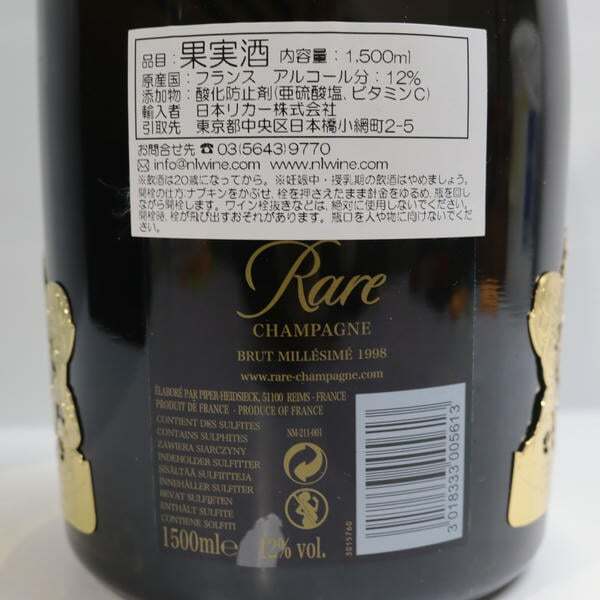 品目：果実酒 内容量：1,500ml
原産国：フランス アルコール分：12%
添加物：酸化防止剤(亜硫酸塩、ビタミンC)
輸入者 日本リカー株式会社
引取先 東京都中央区日本橋小網町2-5
お問合せ先 ☎03(5643)9770
✉info@nlwine.com www.nlwine.com
※飲酒は20歳になってから。※妊娠中・授乳期の飲酒はやめましょう。
開栓の仕方 ナプキンをかぶせ、栓を押さえたまま針金をゆるめ、瓶を回し
ながら開栓します。ワイン栓抜きなどは、絶対に使用しないでください。
開栓時、栓が飛び出すおそれがあります。瓶口を人や物に向けないでください。
Rare
CHAMPAGNE
BRUT MILLÉSIMÉ 1998
www.rare-champagne.com
ÉLABORÉ PAR PIPER-HEIDSIECK, 51100 REIMS - FRANCE
PRODUIT DE FRANCE - PRODUCE OF FRANCE
CONTIENT DES SULFITES
CONTAINS SULPHITES
ZAWIERA SIARCZYNY
INDEHOLDER SULFITTER
SISÄLTÄÄ SULFIITTEJA
INNEHÅLLER SULFITER
BEVAT SULFIETEN
ENTHÄLT SULFITE
CONTIENE SOLFITI
NM-211-001
1500ml℮ 12% vol.
3015760
3 018333 005613